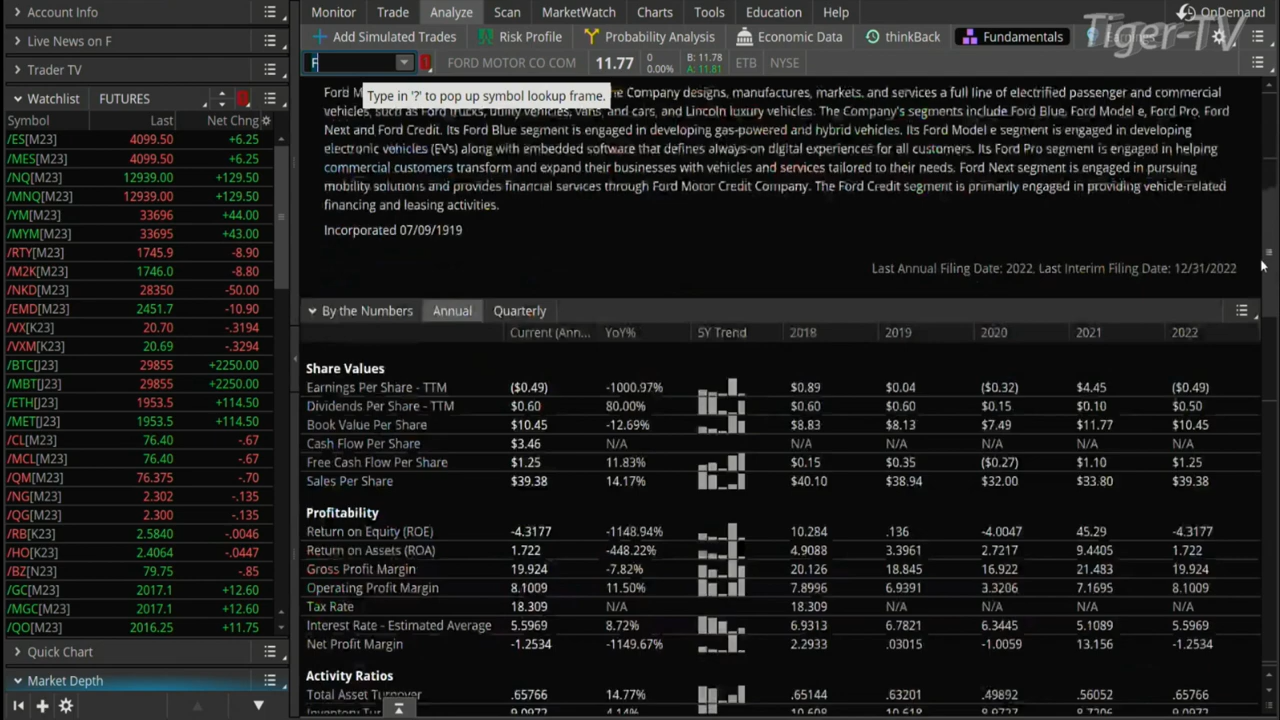 Account Info
Live News on F
Trader TV
Watchlist FUTURES
Symbol Last Net Chng
/ES[M23] 4099.50 +6.25
/MES[M23] 4099.50 +6.25
/NQ[M23] 12939.00 +129.50
/MNQ[M23] 12939.00 +129.50
/YM[M23] 33696 +44.00
/MYM[M23] 33695 +43.00
/RTY[M23] 1745.9 -8.90
/M2K[M23] 1746.0 -8.80
/NKD[M23] 28350 -50.00
/EMD[M23] 2451.7 -10.90
/VX[K23] 20.70 -.3194
/VXM[K23] 20.69 -.3294
/BTC[J23] 29855 +2250.00
/MBT[J23] 29855 +2250.00
/ETH[J23] 1953.5 +114.50
/MET[J23] 1953.5 +114.50
/CL[M23] 76.40 -.67
/MCL[M23] 76.40 -.67
/QM[M23] 76.375 -.70
/NG[M23] 2.302 -.135
/QG[M23] 2.300 -.135
/RB[K23] 2.5840 -.0046
/HO[K23] 2.4064 -.0447
/BZ[N23] 79.75 -.85
/GC[M23] 2017.1 +12.60
/MGC[M23] 2017.1 +12.60
/QO[M23] 2016.25 +11.75
Quick Chart
Market Depth
Monitor Trade Analyze Scan MarketWatch Charts Tools Education Help OnDemand
Tiger-TV
Add Simulated Trades Risk Profile Probability Analysis Economic Data thinkBack Fundamentals
F FORD MOTOR CO COM 11.77 0 0.00% B: 11.78 A: 11.81 ETB NYSE
Type in '?' to pop up symbol lookup frame.
Ford M he Company designs, manufactures, markets, and services a full line of electrified passenger and commercial
vehicles, such as Ford trucks, utility vehicles, vans, and cars, and Lincoln luxury vehicles. The Company's segments include Ford Blue, Ford Model e, Ford Pro, Ford
Next and Ford Credit. Its Ford Blue segment is engaged in developing gas-powered and hybrid vehicles. Its Ford Model e segment is engaged in developing
electronic vehicles (EVs) along with embedded software that defines always-on digital experiences for all customers. Its Ford Pro segment is engaged in helping
commercial customers transform and expand their businesses with vehicles and services tailored to their needs. Ford Next segment is engaged in pursuing
mobility solutions and provides financial services through Ford Motor Credit Company. The Ford Credit segment is primarily engaged in providing vehicle-related
financing and leasing activities.
Incorporated 07/09/1919
Last Annual Filing Date: 2022, Last Interim Filing Date: 12/31/2022
By the Numbers Annual Quarterly
Current (Ann... YoY% 5Y Trend 2018 2019 2020 2021 2022
Share Values
Earnings Per Share - TTM ($0.49) -1000.97% $0.89 $0.04 ($0.32) $4.45 ($0.49)
Dividends Per Share - TTM $0.60 80.00% $0.60 $0.60 $0.15 $0.10 $0.50
Book Value Per Share $10.45 -12.69% $8.83 $8.13 $7.49 $11.77 $10.45
Cash Flow Per Share $3.46 N/A N/A N/A N/A N/A N/A
Free Cash Flow Per Share $1.25 11.83% $0.15 $0.35 ($0.27) $1.10 $1.25
Sales Per Share $39.38 14.17% $40.10 $38.94 $32.00 $33.80 $39.38
Profitability
Return on Equity (ROE) -4.3177 -1148.94% 10.284 .136 -4.0047 45.29 -4.3177
Return on Assets (ROA) 1.722 -448.22% 4.9088 3.3961 2.7217 9.4405 1.722
Gross Profit Margin 19.924 -7.82% 20.126 18.845 16.922 21.483 19.924
Operating Profit Margin 8.1009 11.50% 7.8996 6.9391 3.3206 7.1695 8.1009
Tax Rate 18.309 N/A 18.309 N/A N/A N/A N/A
Interest Rate - Estimated Average 5.5969 8.72% 6.9313 6.7821 6.3445 5.1089 5.5969
Net Profit Margin -1.2534 -1149.67% 2.2933 .03015 -1.0059 13.156 -1.2534
Activity Ratios
Total Asset Turnover .65766 14.77% .65144 .63201 .49892 .56052 .65766